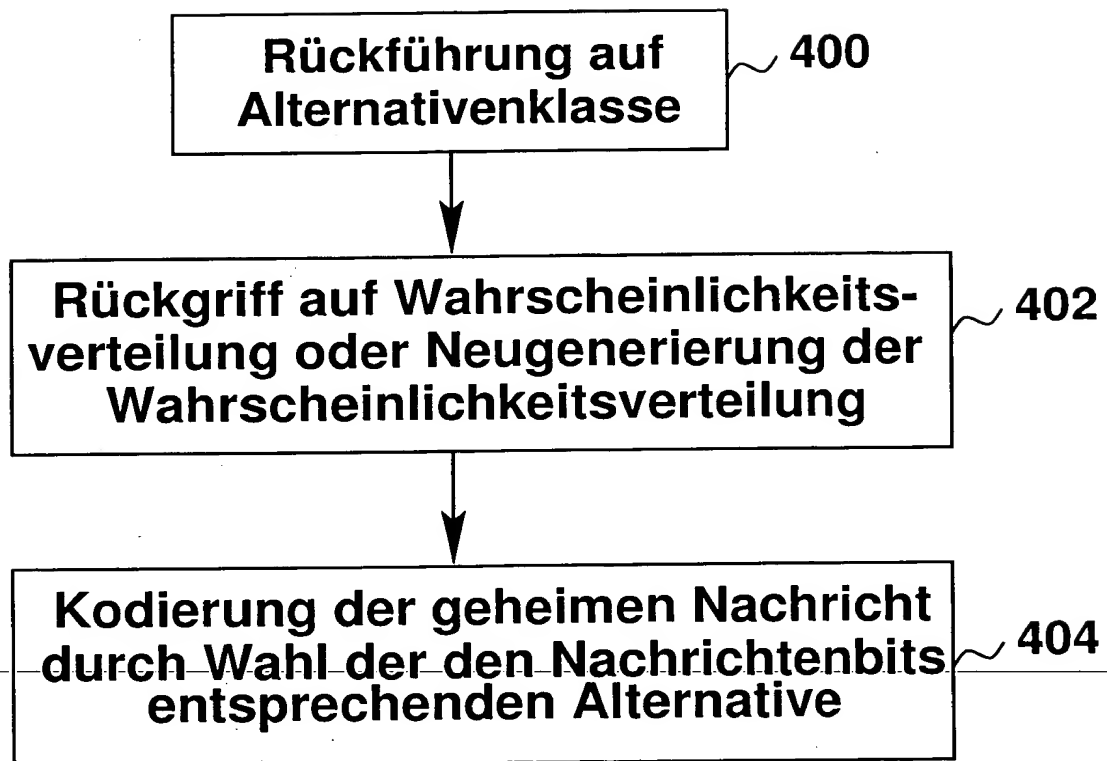 Rückführung auf
Alternativenklasse
400
Rückgriff auf Wahrscheinlichkeits-
verteilung oder Neugenerierung der
Wahrscheinlichkeitsverteilung
402
Kodierung der geheimen Nachricht
durch Wahl der den Nachrichtenbits
entsprechenden Alternative
404